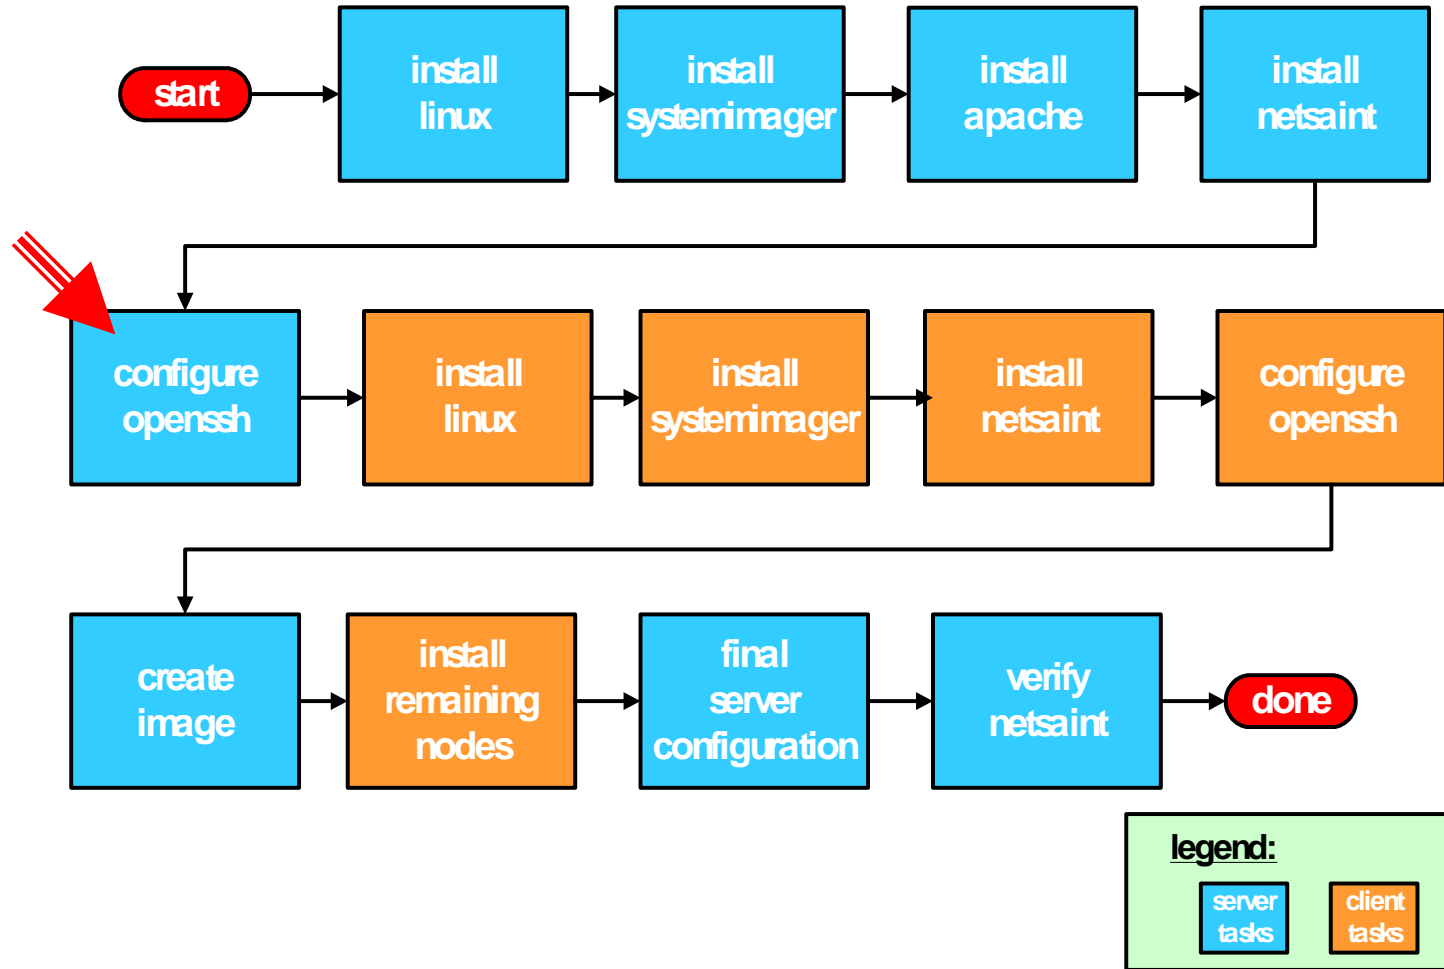 start
install
linux
install
systemimager
install
apache
install
netsaint
configure
openssh
install
linux
install
systemimager
install
netsaint
configure
openssh
create
image
install
remaining
nodes
final
server
configuration
verify
netsaint
done
legend:
server
tasks
client
tasks